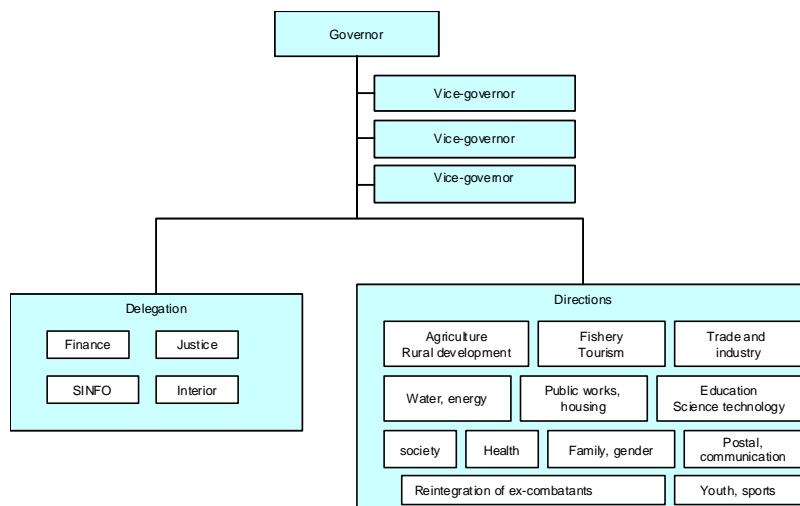 Governor
Vice-governor
Vice-governor
Vice-governor
Delegation
Finance
Justice
SINFO
Interior
Directions
Agriculture
Rural development
Fishery
Tourism
Trade and
industry
Water, energy
Public works,
housing
Education
Science technology
society
Health
Family, gender
Postal,
communication
Reintegration of ex-combatants
Youth, sports